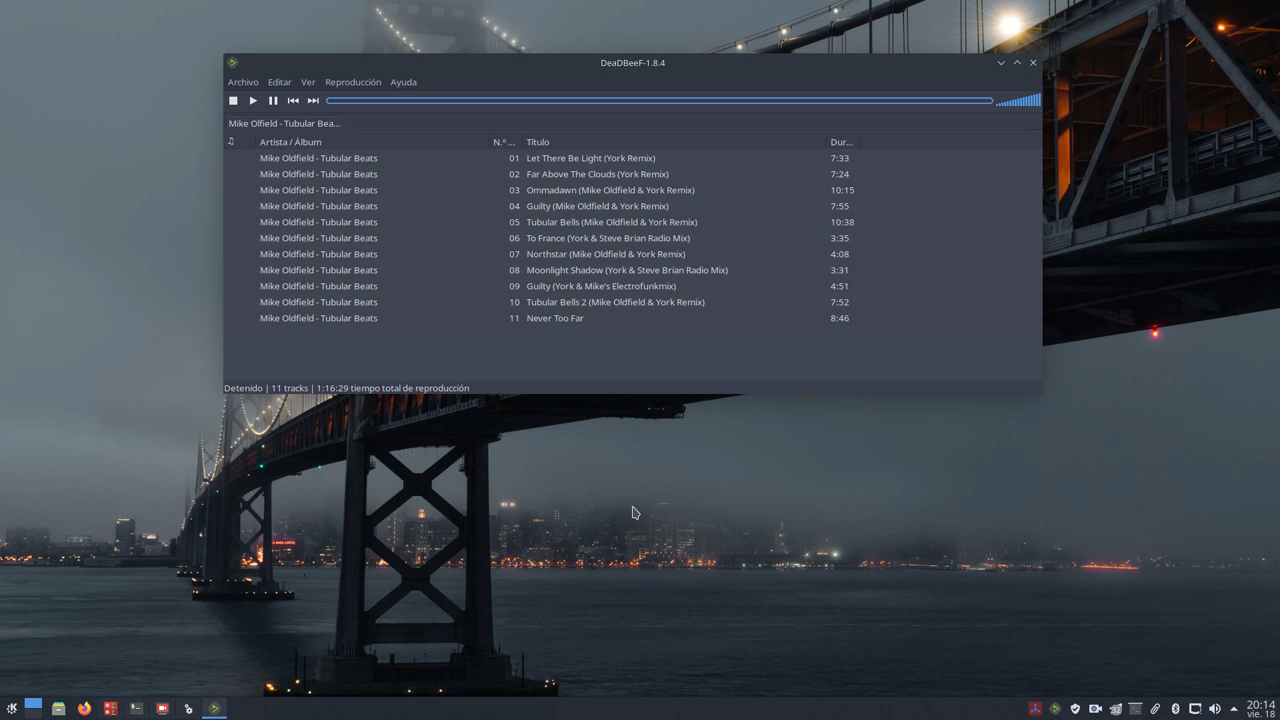 DeaDBeeF-1.8.4
Archivo Editar Ver Reproducción Ayuda
Mike Olfield - Tubular Bea...
Artista / Álbum N.º ... Título Dur...
Mike Oldfield - Tubular Beats 01 Let There Be Light (York Remix) 7:33
Mike Oldfield - Tubular Beats 02 Far Above The Clouds (York Remix) 7:24
Mike Oldfield - Tubular Beats 03 Ommadawn (Mike Oldfield & York Remix) 10:15
Mike Oldfield - Tubular Beats 04 Guilty (Mike Oldfield & York Remix) 7:55
Mike Oldfield - Tubular Beats 05 Tubular Bells (Mike Oldfield & York Remix) 10:38
Mike Oldfield - Tubular Beats 06 To France (York & Steve Brian Radio Mix) 3:35
Mike Oldfield - Tubular Beats 07 Northstar (Mike Oldfield & York Remix) 4:08
Mike Oldfield - Tubular Beats 08 Moonlight Shadow (York & Steve Brian Radio Mix) 3:31
Mike Oldfield - Tubular Beats 09 Guilty (York & Mike's Electrofunkmix) 4:51
Mike Oldfield - Tubular Beats 10 Tubular Bells 2 (Mike Oldfield & York Remix) 7:52
Mike Oldfield - Tubular Beats 11 Never Too Far 8:46
Detenido | 11 tracks | 1:16:29 tiempo total de reproducción
20:14
vie. 18